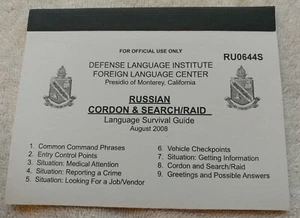 FOR OFFICIAL USE ONLY
RU0644S
DEFENSE LANGUAGE INSTITUTE
FOREIGN LANGUAGE CENTER
Presidio of Monterey, California
RUSSIAN
CORDON & SEARCH/RAID
Language Survival Guide
August 2008
1. Common Command Phrases
2. Entry Control Points
3. Situation: Medical Attention
4. Situation: Reporting a Crime
5. Situation: Looking For a Job/Vendor
6. Vehicle Checkpoints
7. Situation: Getting Information
8. Cordon and Search/Raid
9. Greetings and Possible Answers